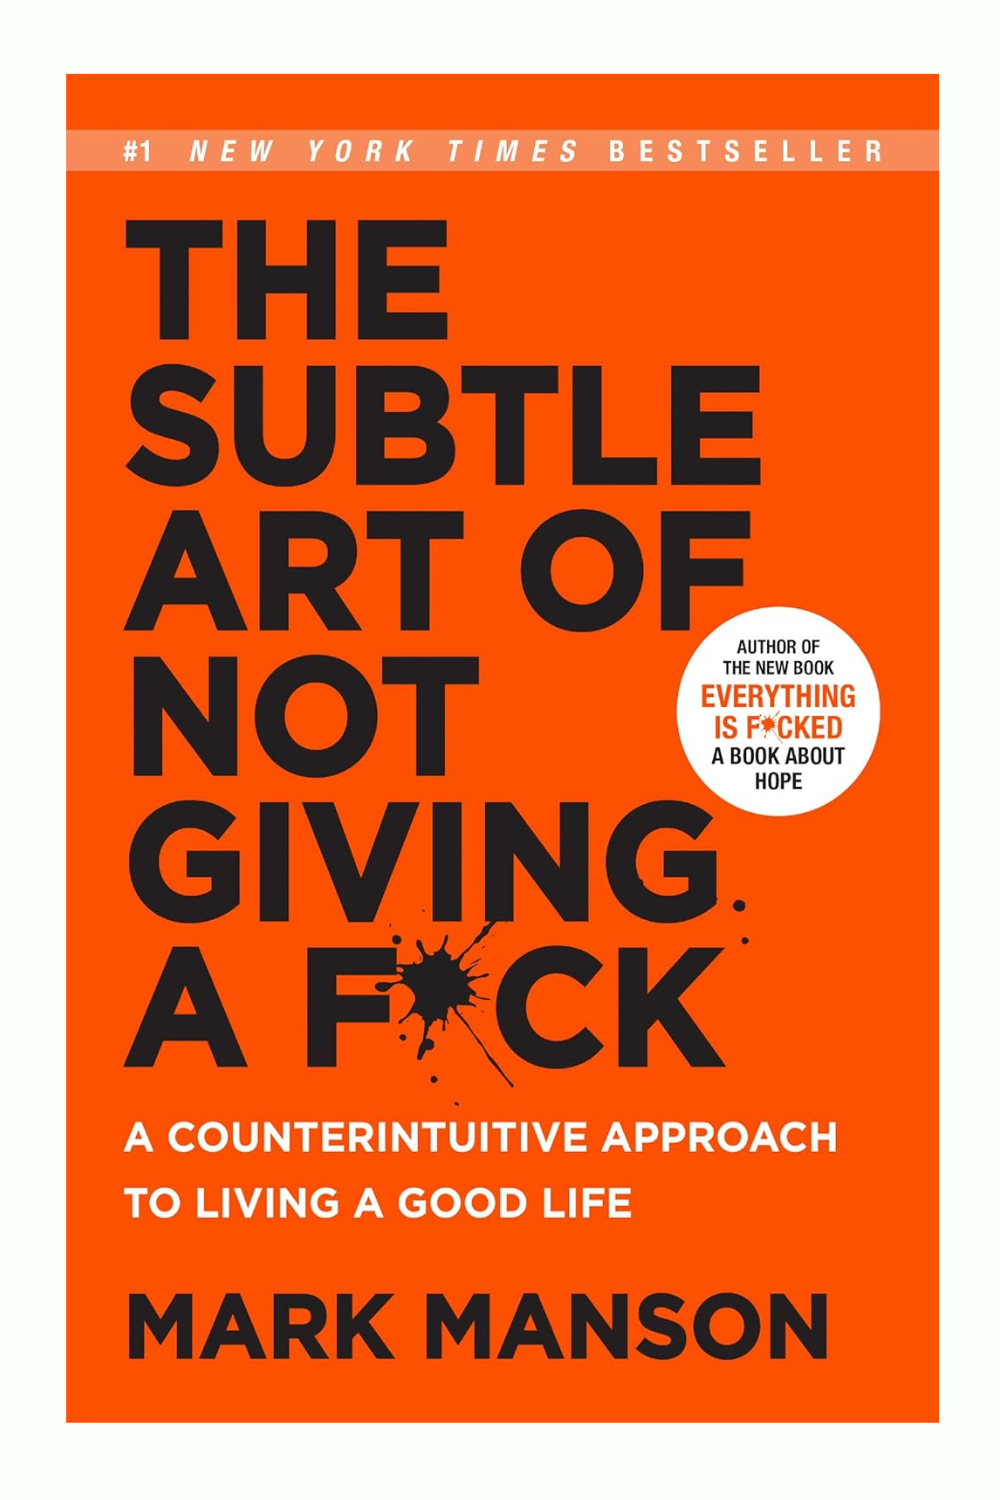 #1 NEW YORK TIMES BESTSELLER
THE
SUBTLE
ART OF
NOT
GIVING
A F*CK
AUTHOR OF
THE NEW BOOK
EVERYTHING
IS F*CKED
A BOOK ABOUT
HOPE
A COUNTERINTUITIVE APPROACH
TO LIVING A GOOD LIFE
MARK MANSON